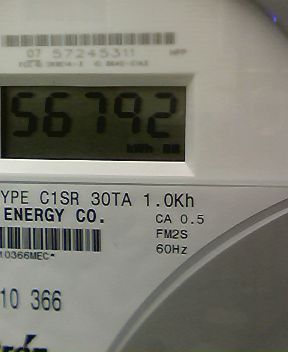 07 57245311
56792
kWh 88
YPE C1SR 30TA 1.0Kh
ENERGY CO.
CA 0.5
FM2S
60Hz
10366MEC*
10 366